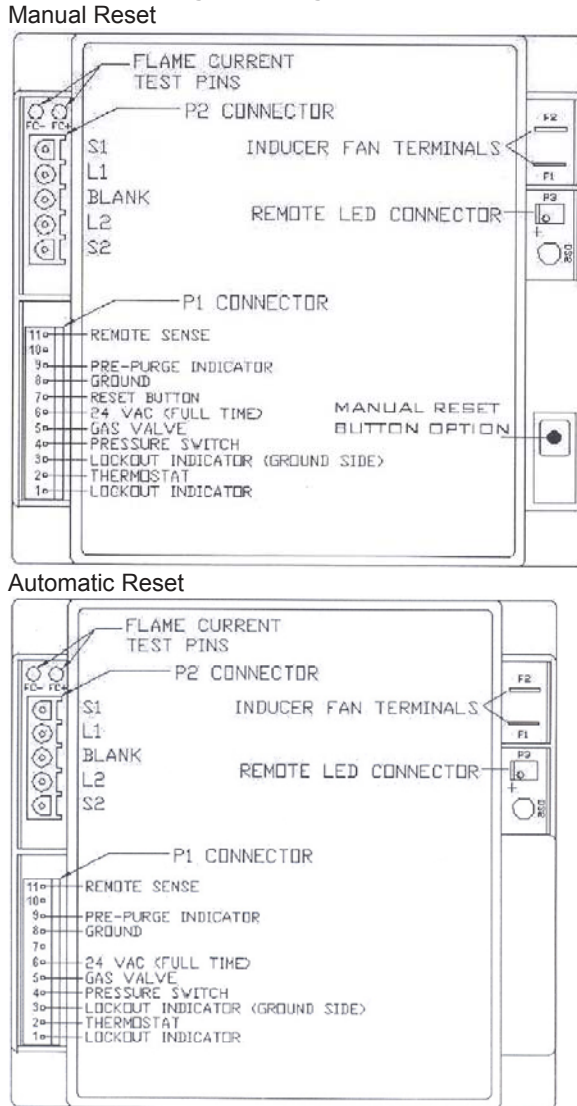 Manual Reset
FLAME CURRENT
TEST PINS
FC- FC+
P2 CONNECTOR
S1
L1
BLANK
L2
S2
INDUCER FAN TERMINALS
F2
F1
REMOTE LED CONNECTOR
P3
+
P1 CONNECTOR
11 REMOTE SENSE
10
9 PRE-PURGE INDICATOR
8 GROUND
7 RESET BUTTON
6 24 VAC (FULL TIME)
5 GAS VALVE
4 PRESSURE SWITCH
3 LOCKOUT INDICATOR (GROUND SIDE)
2 THERMOSTAT
1 LOCKOUT INDICATOR
MANUAL RESET
BUTTON OPTION
Automatic Reset
FLAME CURRENT
TEST PINS
FC- FC+
P2 CONNECTOR
S1
L1
BLANK
L2
S2
INDUCER FAN TERMINALS
F2
F1
REMOTE LED CONNECTOR
P3
+
P1 CONNECTOR
11 REMOTE SENSE
10
9 PRE-PURGE INDICATOR
8 GROUND
7
6 24 VAC (FULL TIME)
5 GAS VALVE
4 PRESSURE SWITCH
3 LOCKOUT INDICATOR (GROUND SIDE)
2 THERMOSTAT
1 LOCKOUT INDICATOR